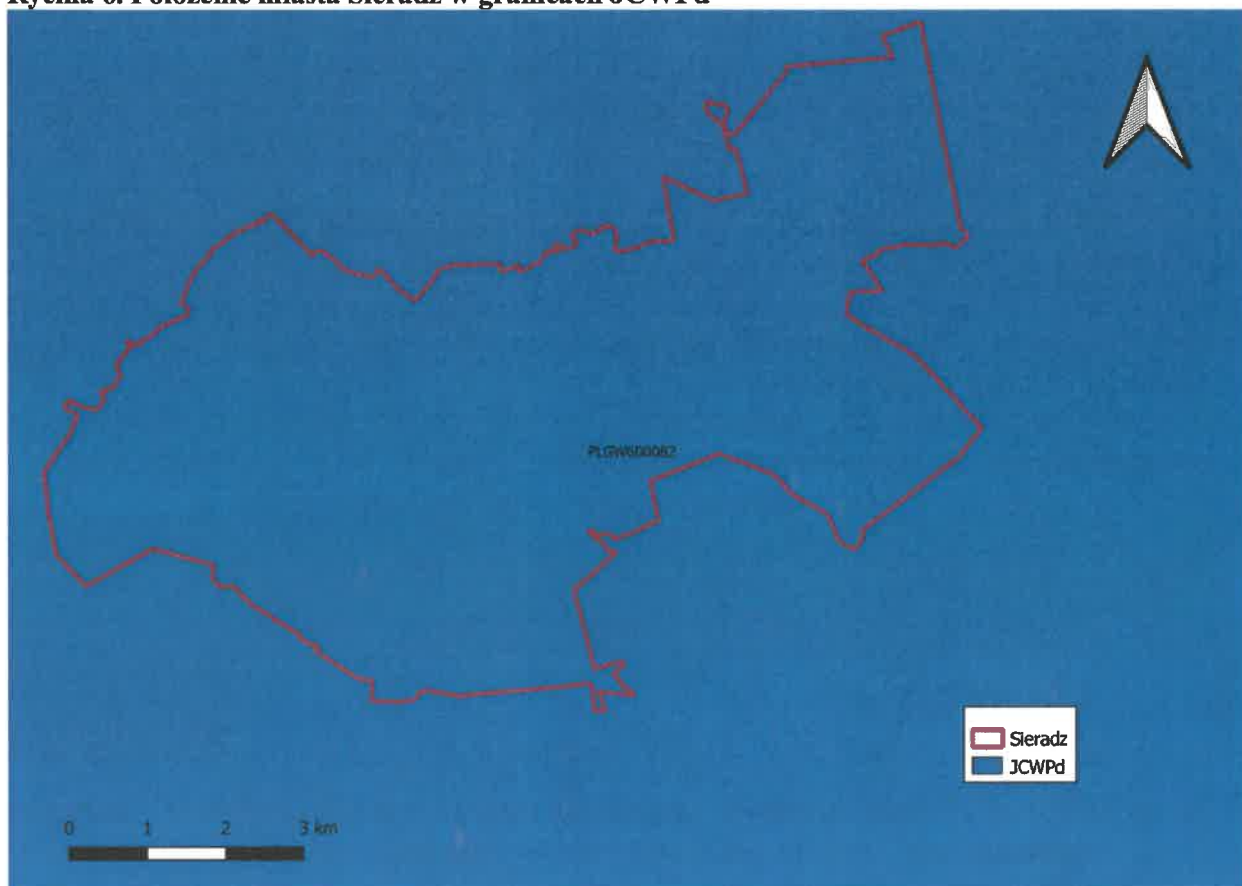 Rycina 6. Położenie miasta Sieradz w granicach JCWPd
PLGW600082
Sieradz
JCWPd
0 1 2 3 km